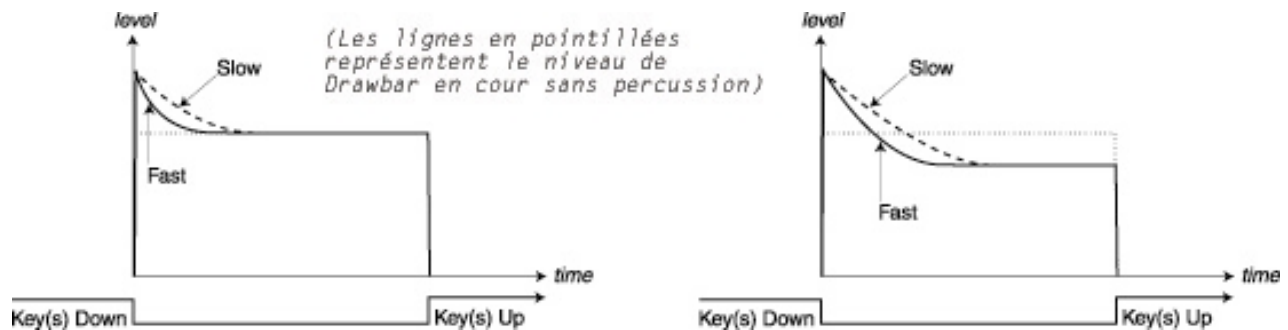 level
(Les lignes en pointillées
représentent le niveau de
Drawbar en cour sans percussion)
Slow
Fast
time
Key(s) Down
Key(s) Up
level
Slow
Fast
time
Key(s) Down
Key(s) Up